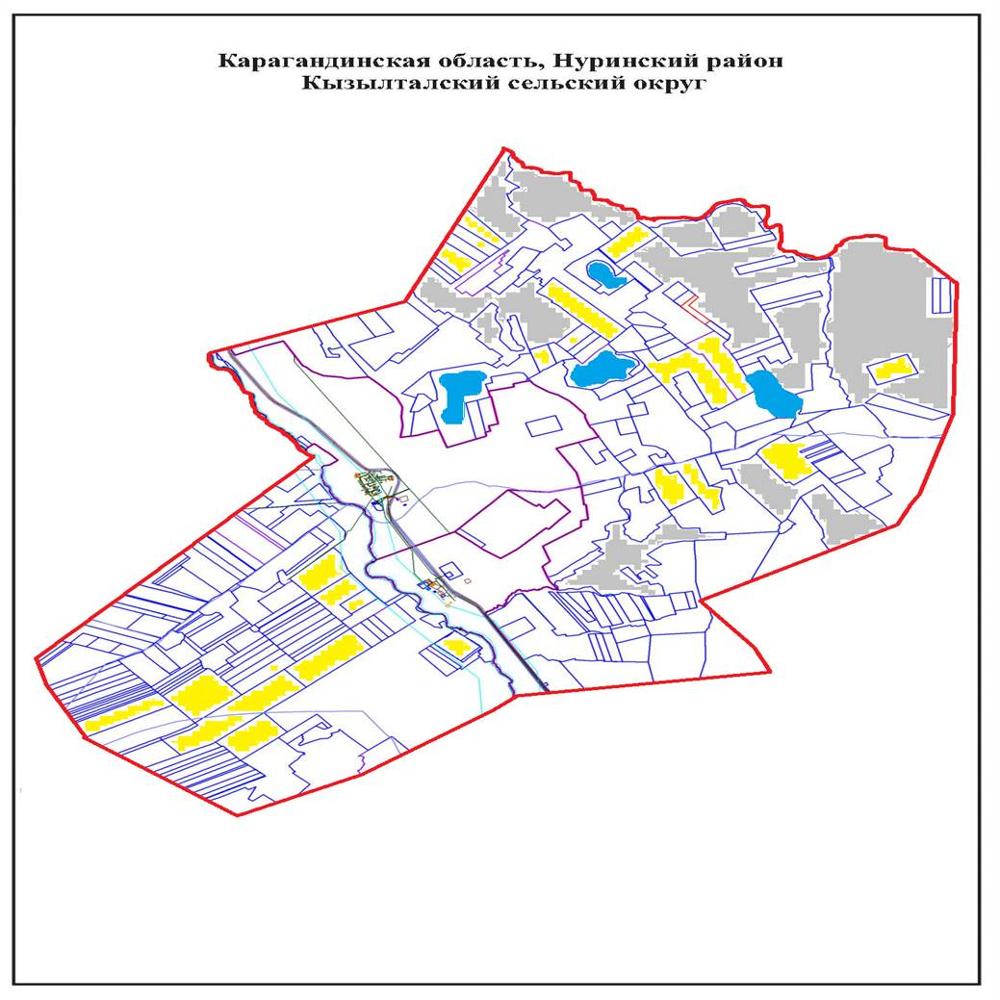 Карагандинская область, Нуринский район
Кызылталский сельский округ